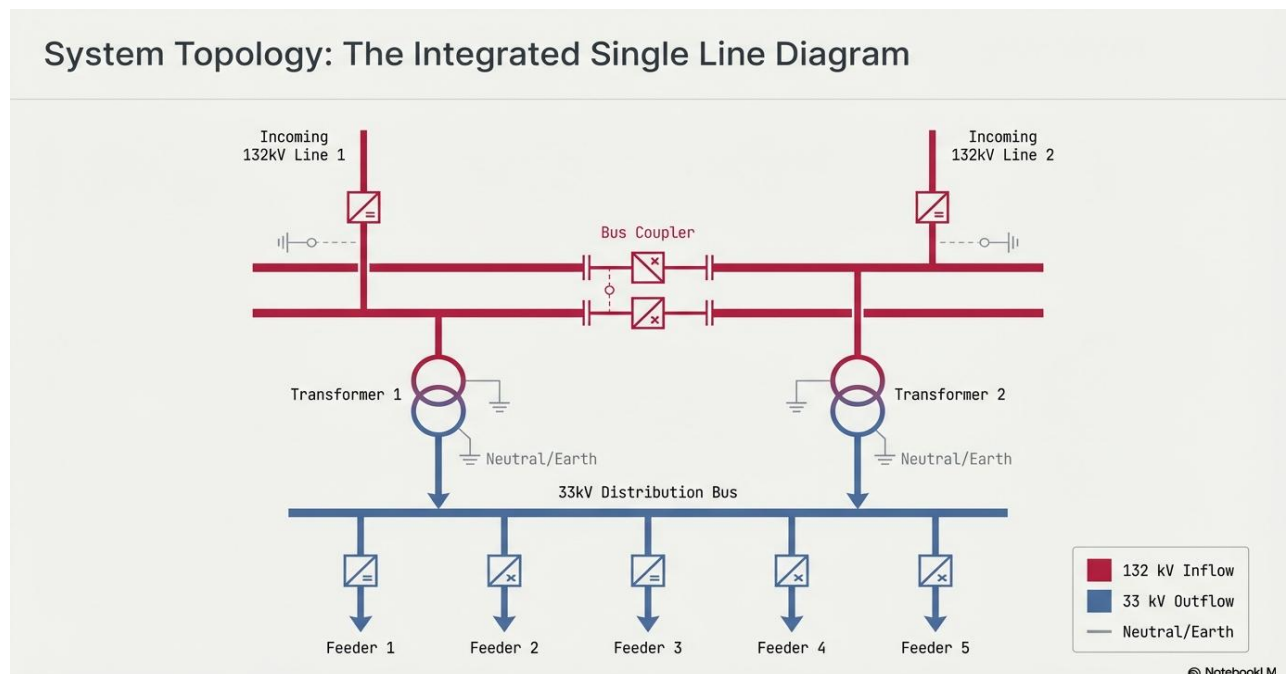 System Topology: The Integrated Single Line Diagram
Incoming
132kV Line 1
Incoming
132kV Line 2
Bus Coupler
Transformer 1
Transformer 2
Neutral/Earth
Neutral/Earth
33kV Distribution Bus
132 kV Inflow
33 kV Outflow
Neutral/Earth
Feeder 1
Feeder 2
Feeder 3
Feeder 4
Feeder 5
NotebookLM